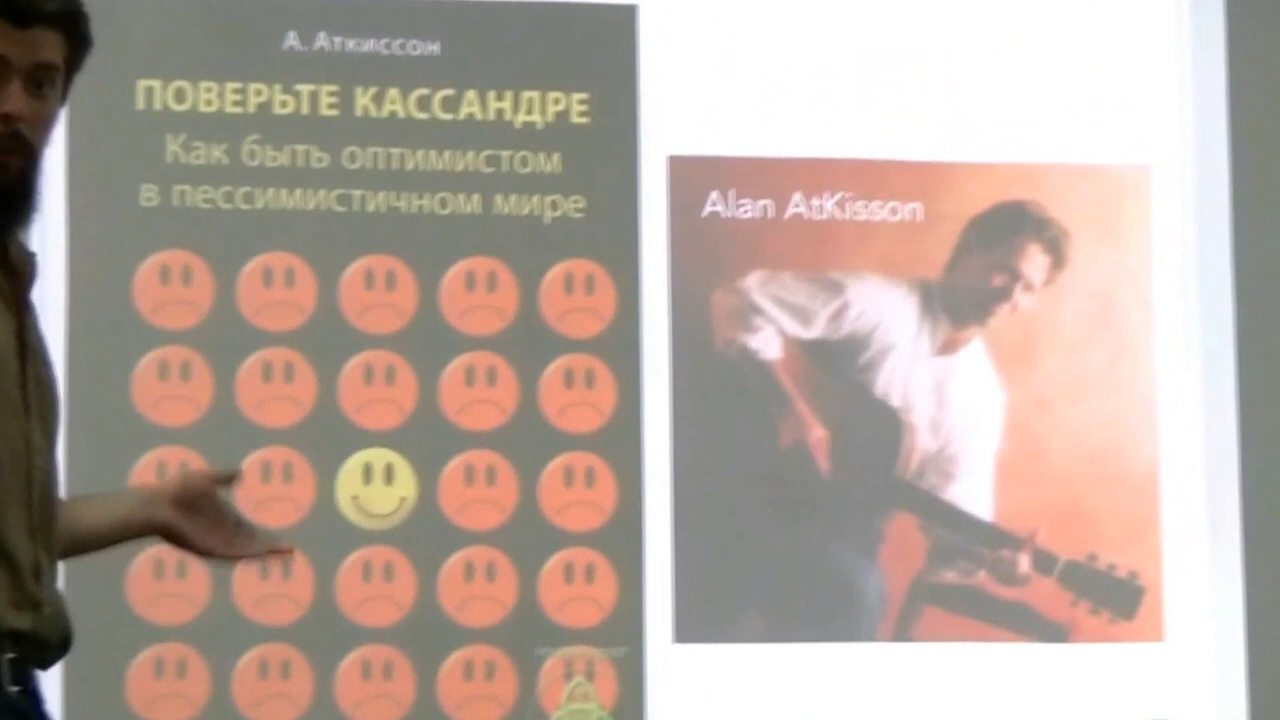 А. Аткиссон
ПОВЕРЬТЕ КАССАНДРЕ
Как быть оптимистом
в пессимистичном мире
Alan AtKisson